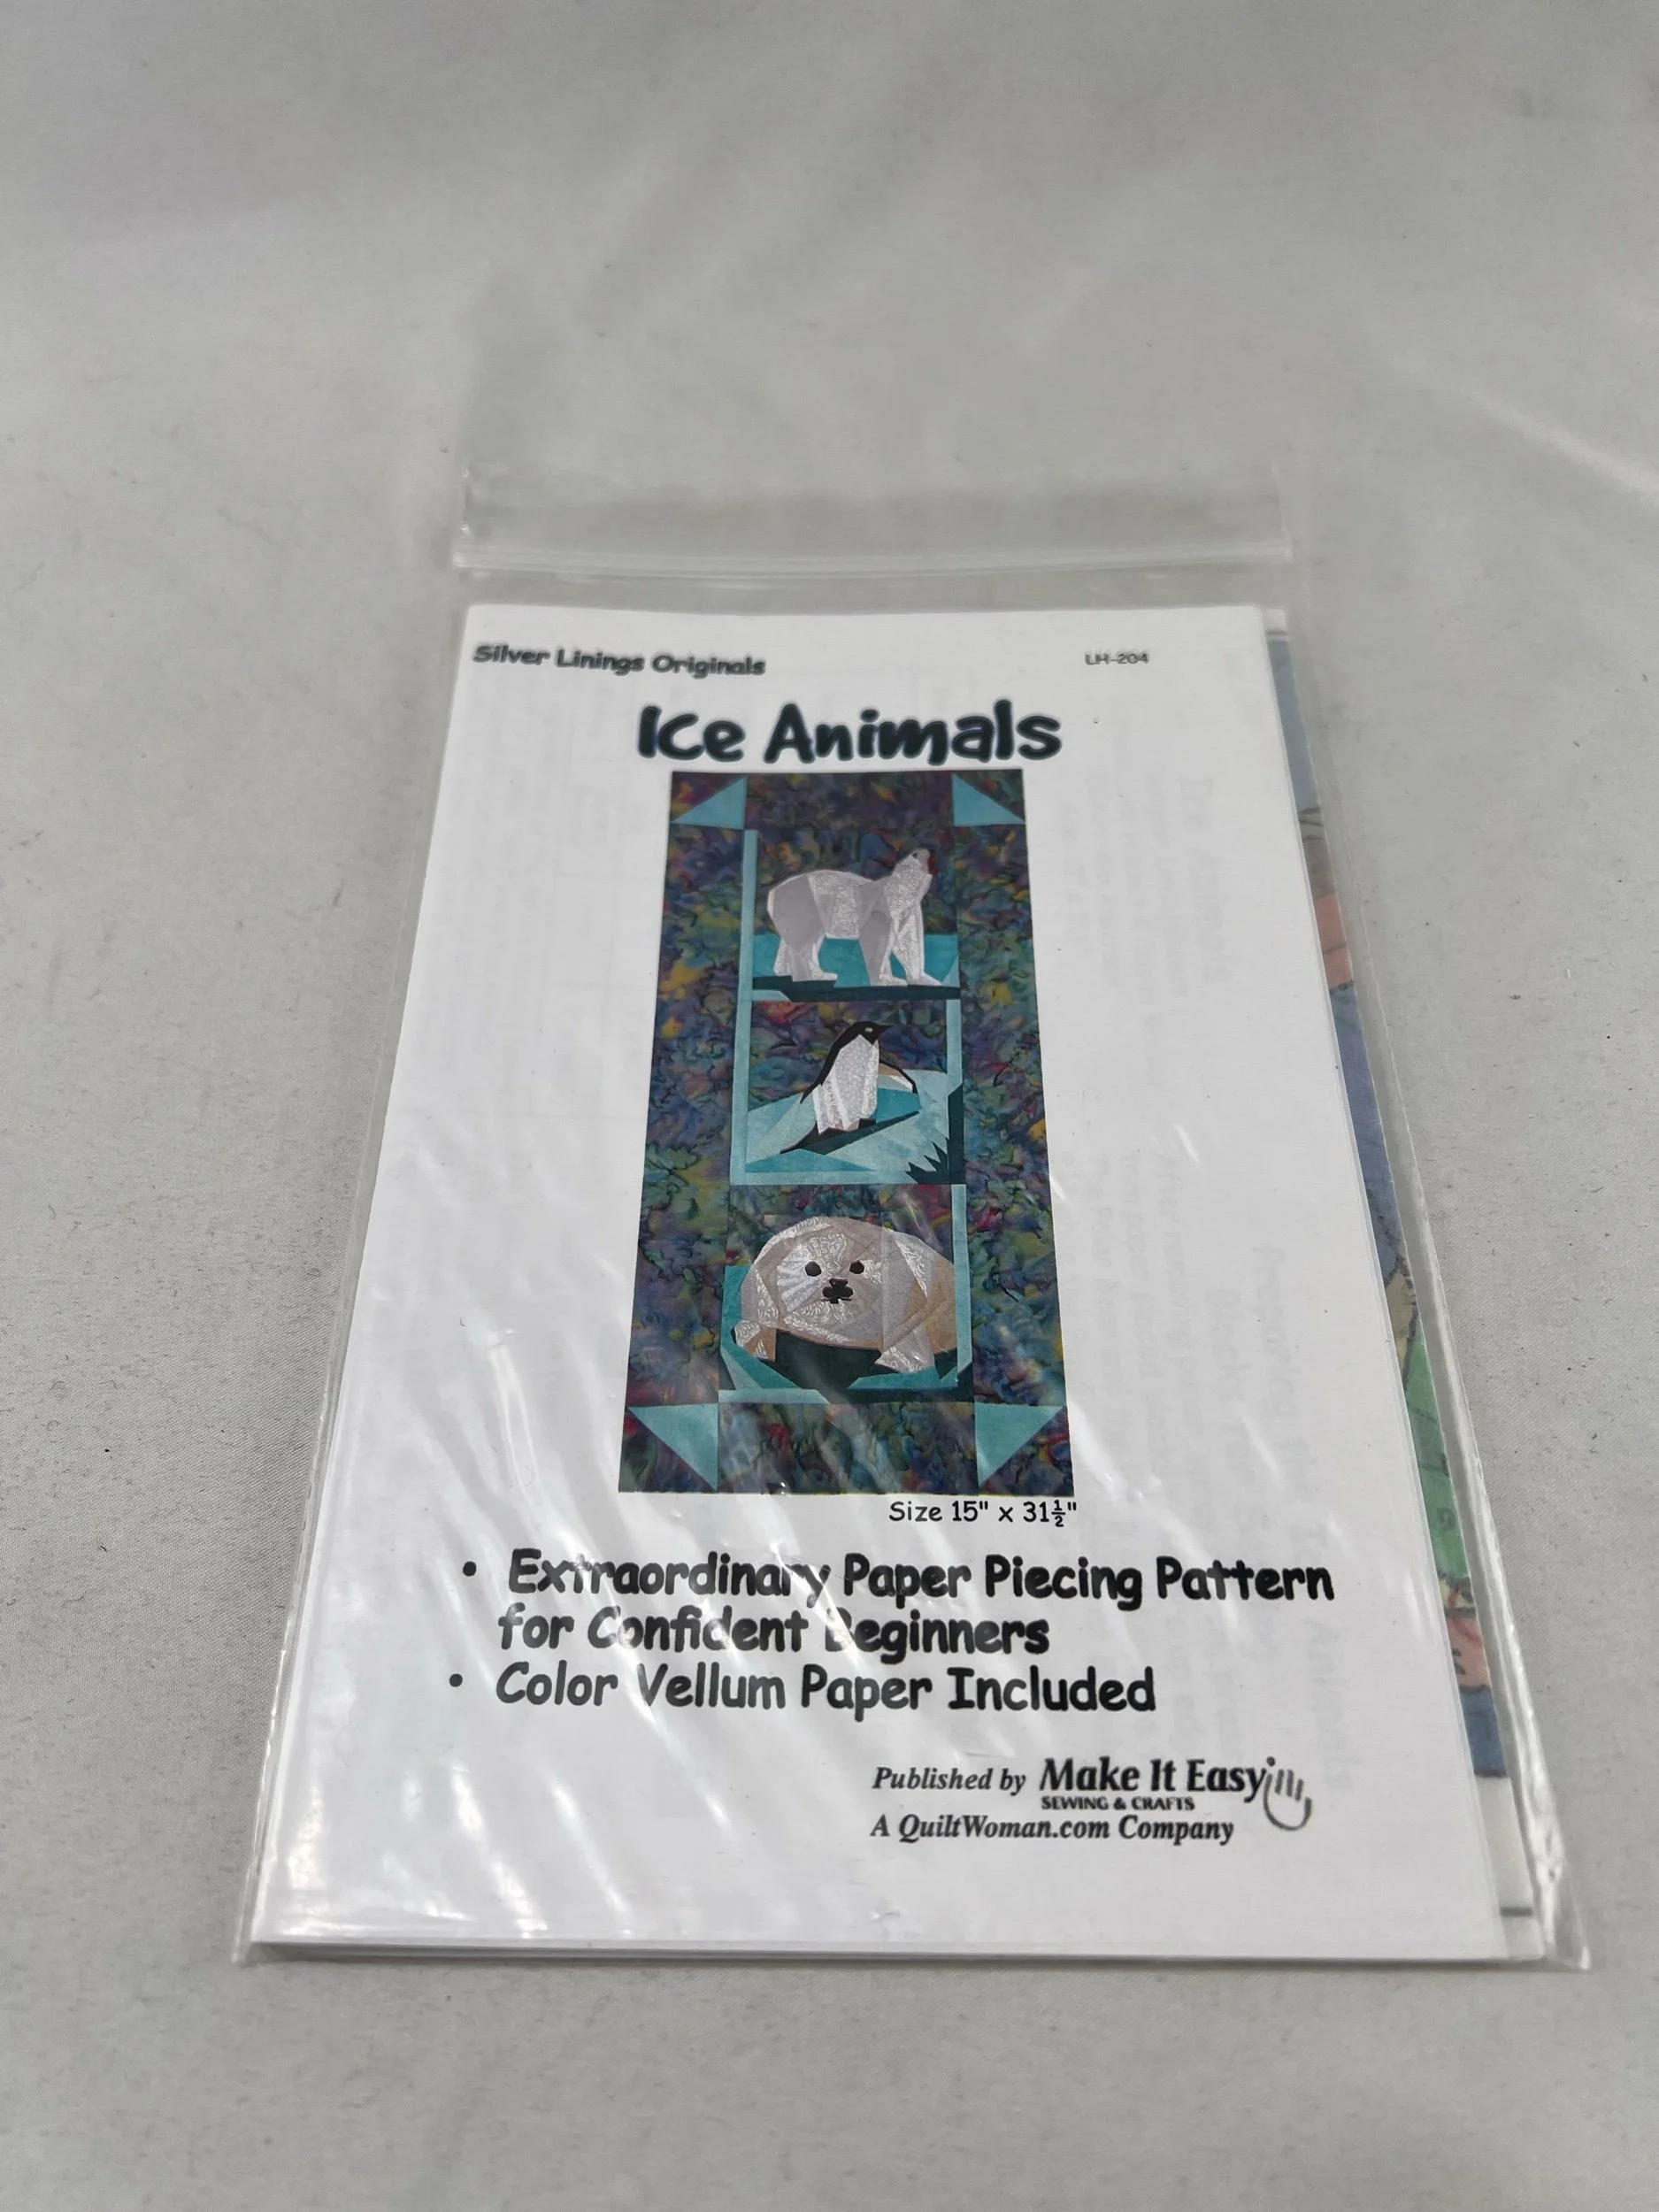 Silver Linings Originals
LH-204
Ice Animals
Size 15" x 31½"
• Extraordinary Paper Piecing Pattern
for Confident Beginners
• Color Vellum Paper Included
Published by Make It Easy
SEWING & CRAFTS
A QuiltWoman.com Company